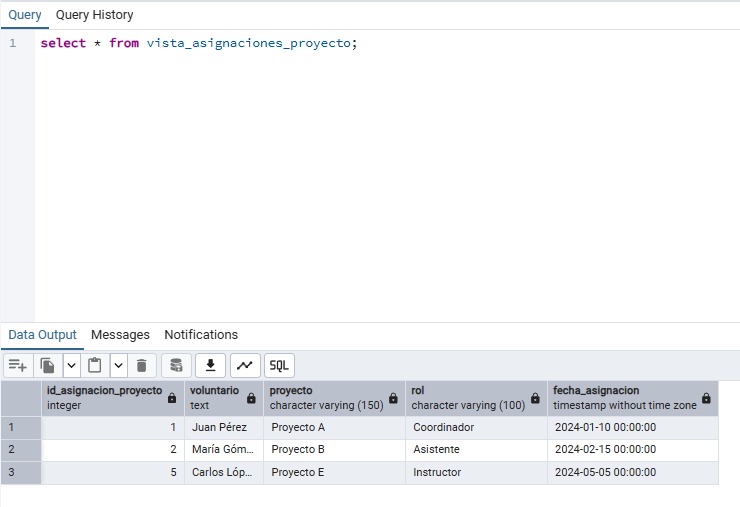 Query Query History
1 select * from vista_asignaciones_proyecto;
Data Output Messages Notifications
SQL
id_asignacion_proyecto voluntario proyecto rol fecha_asignacion
integer text character varying (150) character varying (100) timestamp without time zone
1 1 Juan Pérez Proyecto A Coordinador 2024-01-10 00:00:00
2 2 María Góm... Proyecto B Asistente 2024-02-15 00:00:00
3 5 Carlos Lóp... Proyecto E Instructor 2024-05-05 00:00:00